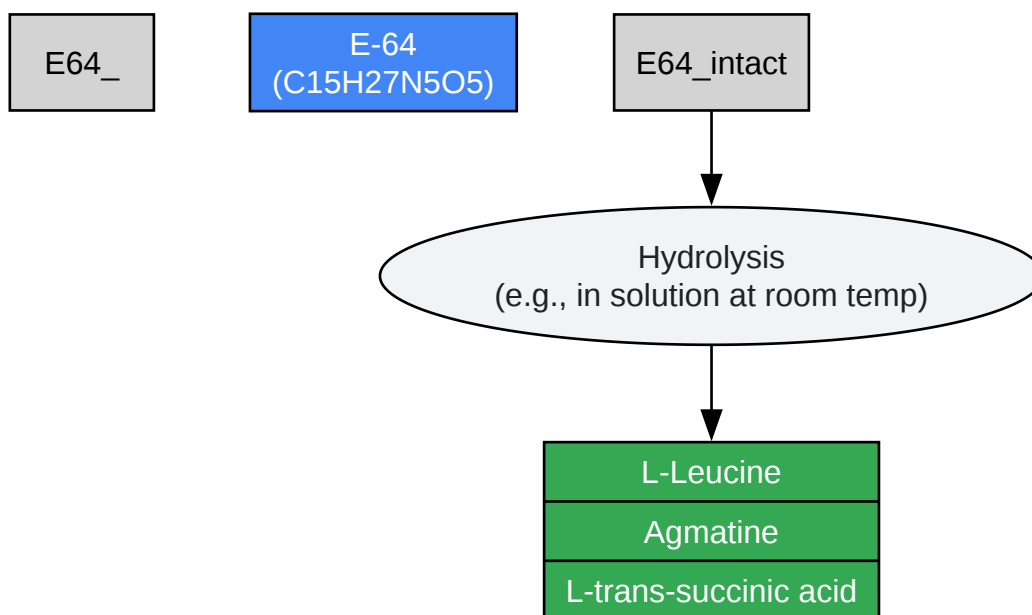 E64_
E-64
(C15H27N5O5)
E64_intact
Hydrolysis
(e.g., in solution at room temp)
L-Leucine
Agmatine
L-trans-succinic acid